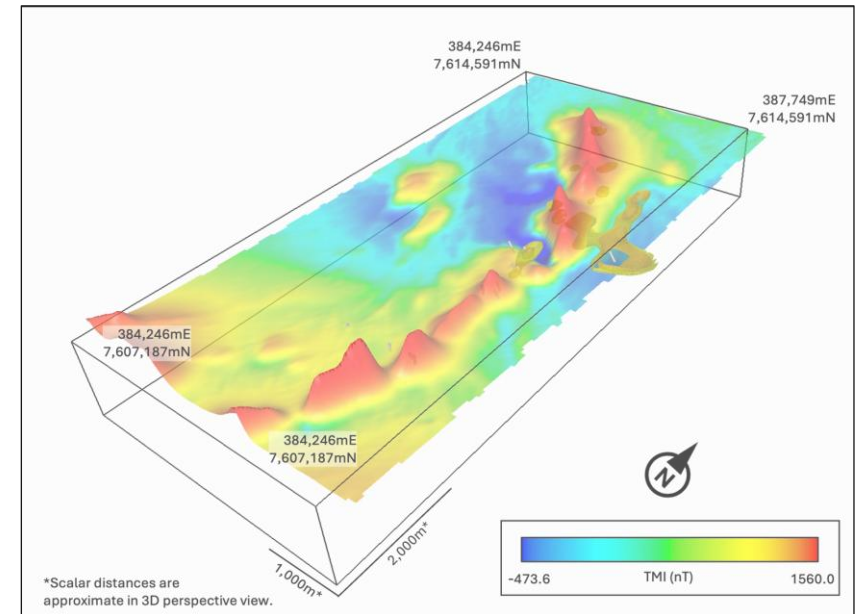 384,246mE
7,614,591mN
387,749mE
7,614,591mN
384,246mE
7,607,187mN
384,246mE
7,607,187mN
N
2,000m*
1,000m*
*Scalar distances are
approximate in 3D perspective view.
-473.6 TMI (nT) 1560.0